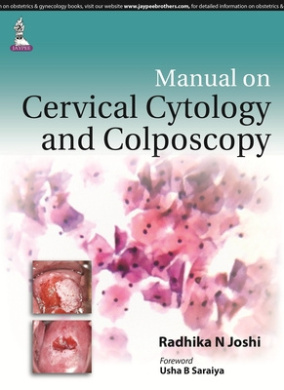 n on obstetrics & gynecology books, visit our website www.jaypeebrothers.com, for detailed information on obstetrics &
JAYPEE
Manual on
Cervical Cytology
and Colposcopy
Radhika N Joshi
Foreword
Usha B Saraiya